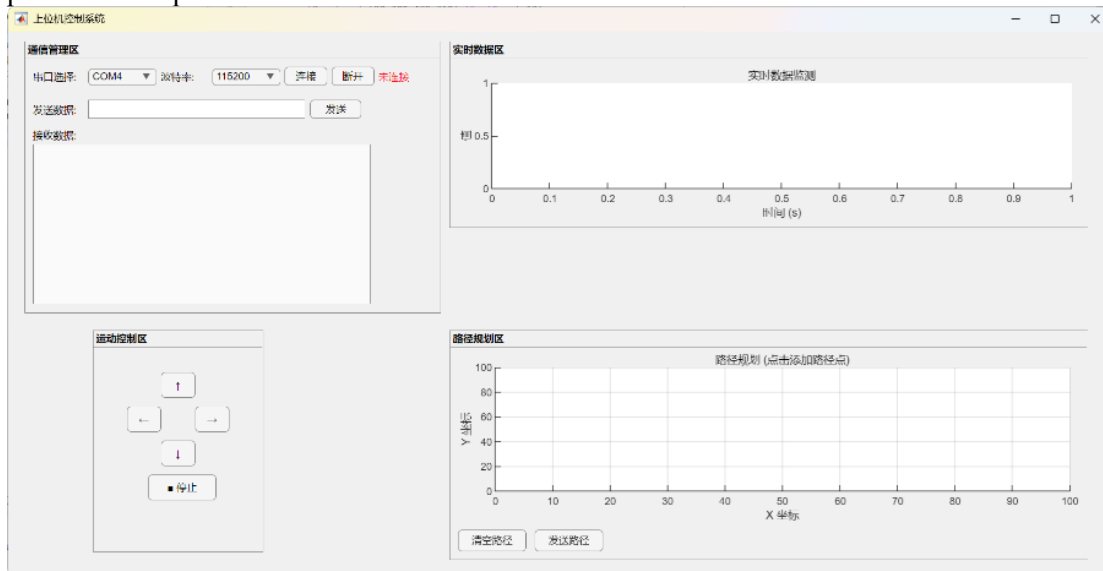 上位机控制系统
通信管理区
串口选择: COM4 波特率: 115200 连接 断开 未连接
发送数据: 发送
接收数据:
实时数据区
实时数据监测
1
值 0.5
0
0 0.1 0.2 0.3 0.4 0.5 0.6 0.7 0.8 0.9 1
时间 (s)
运动控制区
↑
← →
↓
■ 停止
路径规划区
路径规划 (点击添加路径点)
100
80
60
40
20
0
Y 坐标
0 10 20 30 40 50 60 70 80 90 100
X 坐标
清空路径 发送路径